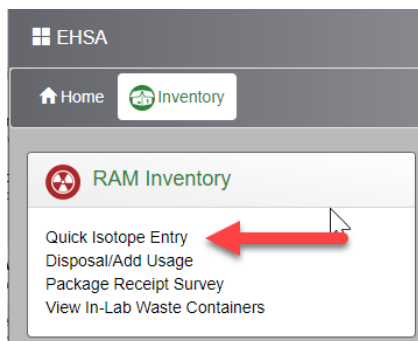 EHSA
Home Inventory
RAM Inventory
Quick Isotope Entry
Disposal/Add Usage
Package Receipt Survey
View In-Lab Waste Containers